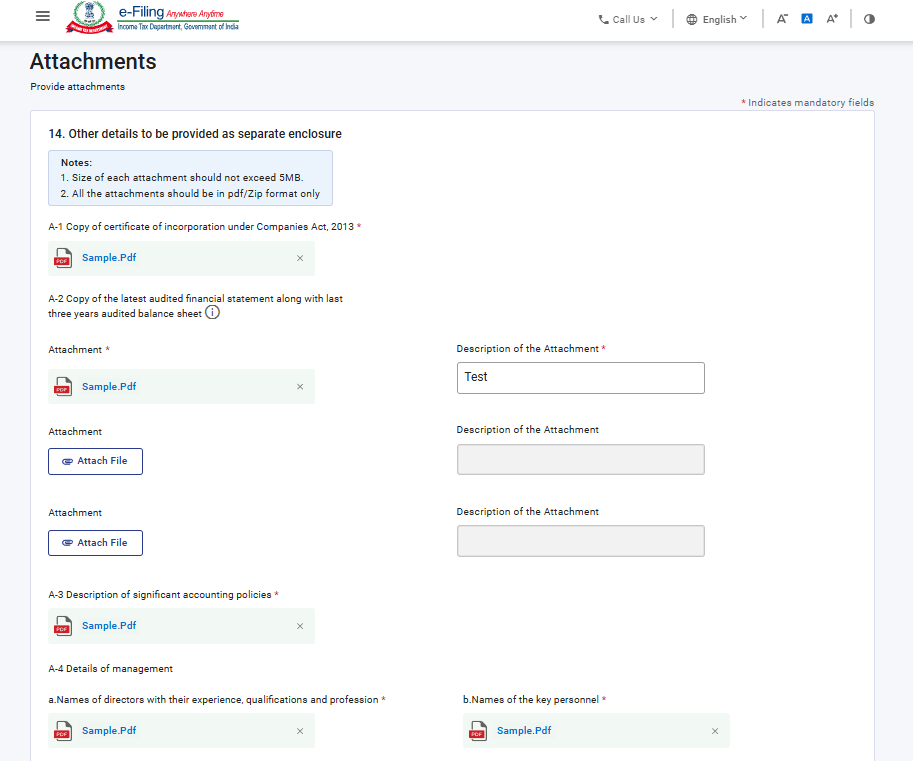 e-Filing Anywhere Anytime
Income Tax Department, Government of India
Call Us
English
A-
A
A+
Attachments
Provide attachments
* Indicates mandatory fields
14. Other details to be provided as separate enclosure
Notes:
1. Size of each attachment should not exceed 5MB.
2. All the attachments should be in pdf/Zip format only
A-1 Copy of certificate of incorporation under Companies Act, 2013 *
PDF Sample.Pdf ×
A-2 Copy of the latest audited financial statement along with last
three years audited balance sheet
Attachment *
Description of the Attachment *
PDF Sample.Pdf ×
Test
Attachment
Description of the Attachment
Attach File
Attachment
Description of the Attachment
Attach File
A-3 Description of significant accounting policies *
PDF Sample.Pdf ×
A-4 Details of management
a.Names of directors with their experience, qualifications and profession *
b.Names of the key personnel *
PDF Sample.Pdf ×
PDF Sample.Pdf ×